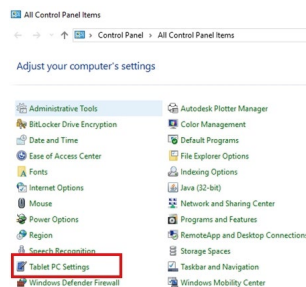 All Control Panel Items
Control Panel > All Control Panel Items
Adjust your computer's settings
Administrative Tools
Autodesk Plotter Manager
BitLocker Drive Encryption
Color Management
Date and Time
Default Programs
Ease of Access Center
File Explorer Options
Fonts
Indexing Options
Internet Options
Java (32-bit)
Mouse
Network and Sharing Center
Power Options
Programs and Features
Region
RemoteApp and Desktop Connections
Speech Recognition
Storage Spaces
Tablet PC Settings
Taskbar and Navigation
Windows Defender Firewall
Windows Mobility Center